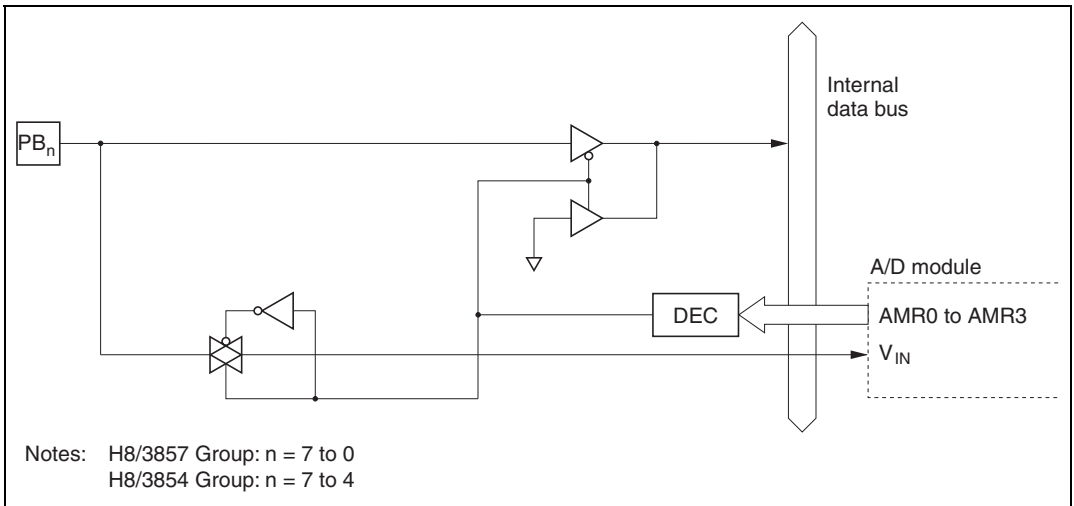 Internal
data bus
PBn
A/D module
DEC
AMR0 to AMR3
VIN
Notes: H8/3857 Group: n = 7 to 0
H8/3854 Group: n = 7 to 4